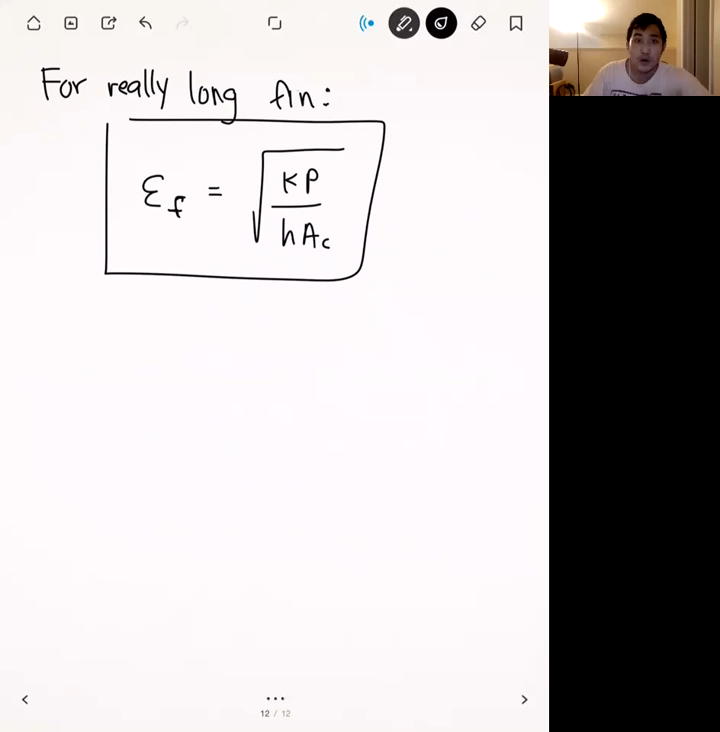 For really long fin:
εf = √(kP / hAc)
12 / 12